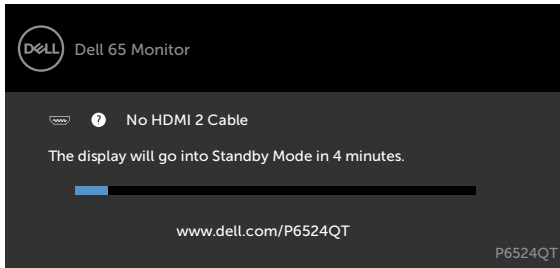 DELL Dell 65 Monitor
? No HDMI 2 Cable
The display will go into Standby Mode in 4 minutes.
www.dell.com/P6524QT
P6524QT